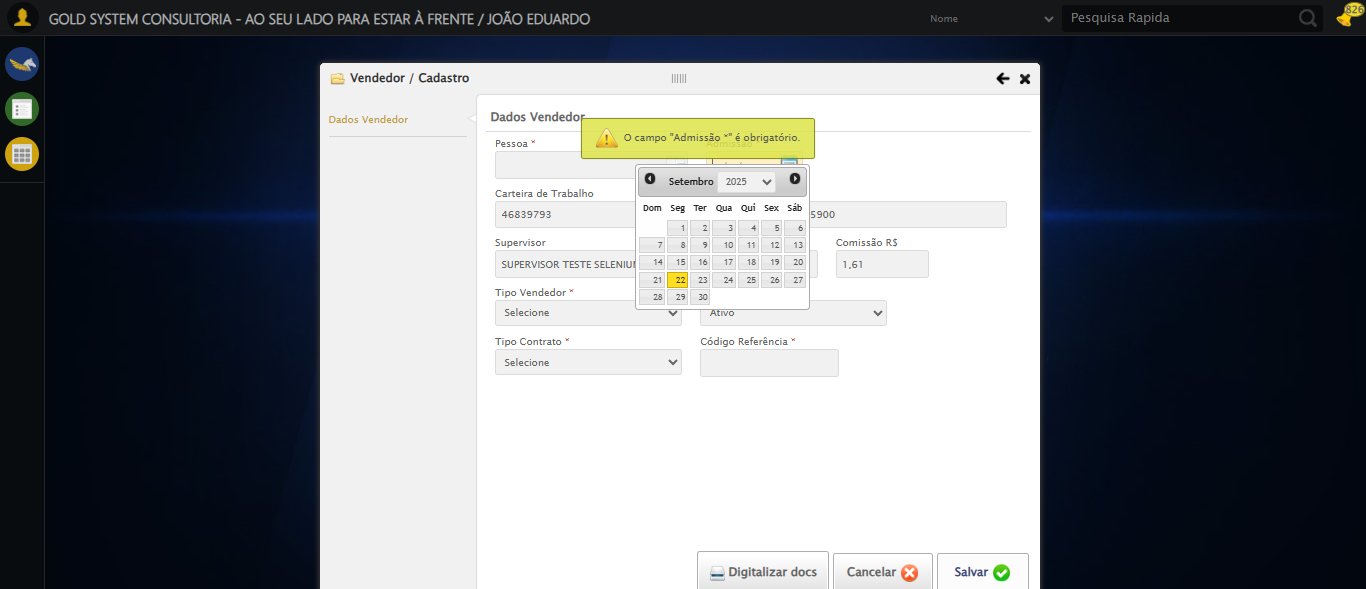 GOLD SYSTEM CONSULTORIA - AO SEU LADO PARA ESTAR À FRENTE / JOÃO EDUARDO
Nome
Pesquisa Rapida
826
Vendedor / Cadastro
Dados Vendedor
Dados Vendedor
O campo "Admissão *" é obrigatório.
Pessoa *
Admissão
Setembro 2025
Carteira de Trabalho
Dom Seg Ter Qua Qui Sex Sáb
46839793
5900
1 2 3 4 5 6
7 8 9 10 11 12 13
14 15 16 17 18 19 20
21 22 23 24 25 26 27
28 29 30
Supervisor
Comissão R$
SUPERVISOR TESTE SELENIUM
1,61
Tipo Vendedor *
Selecione
Ativo
Tipo Contrato *
Código Referência *
Selecione
Digitalizar docs
Cancelar
Salvar